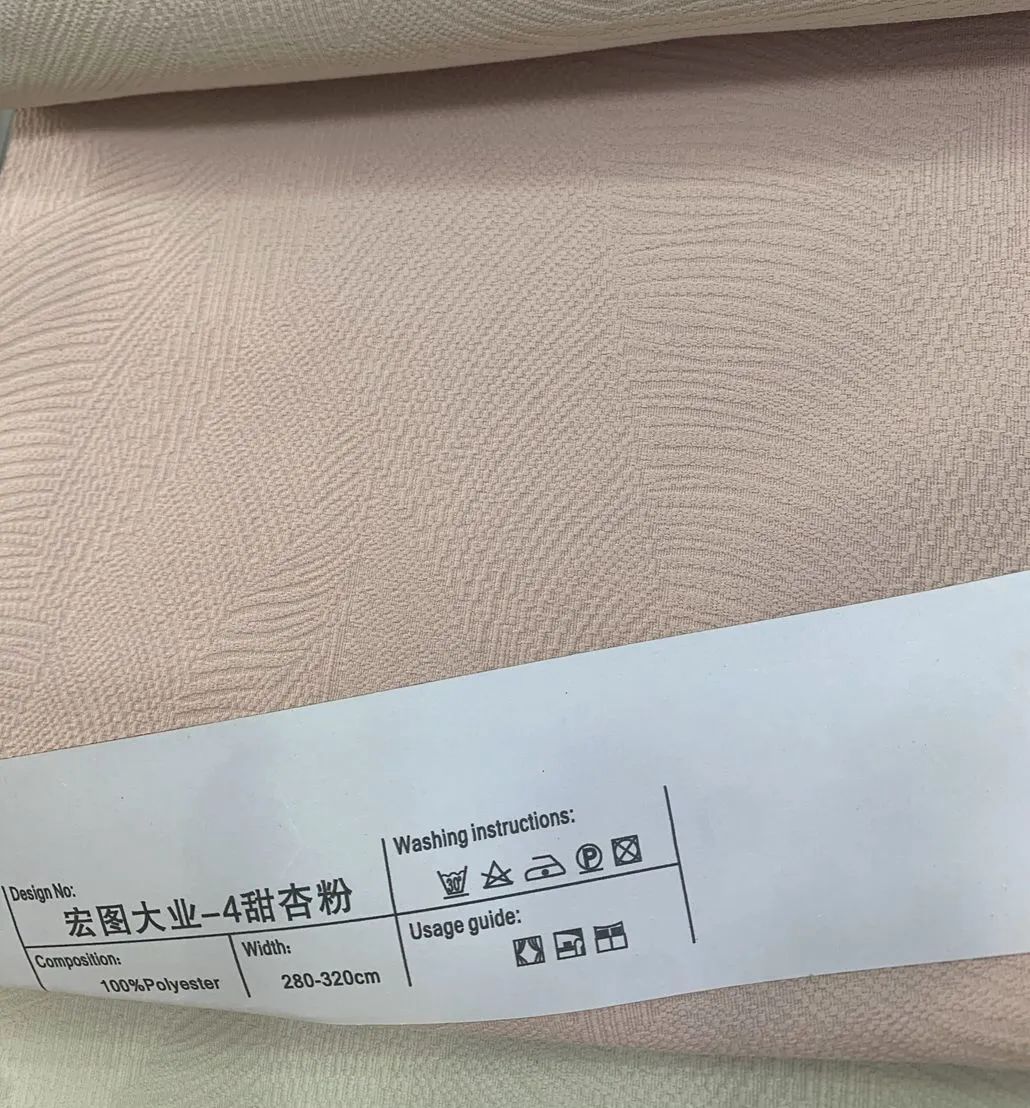 Design No:
宏图大业-4甜杏粉
Composition:
100%Polyester
Width:
280-320cm
Washing instructions:
30°
P
Usage guide: